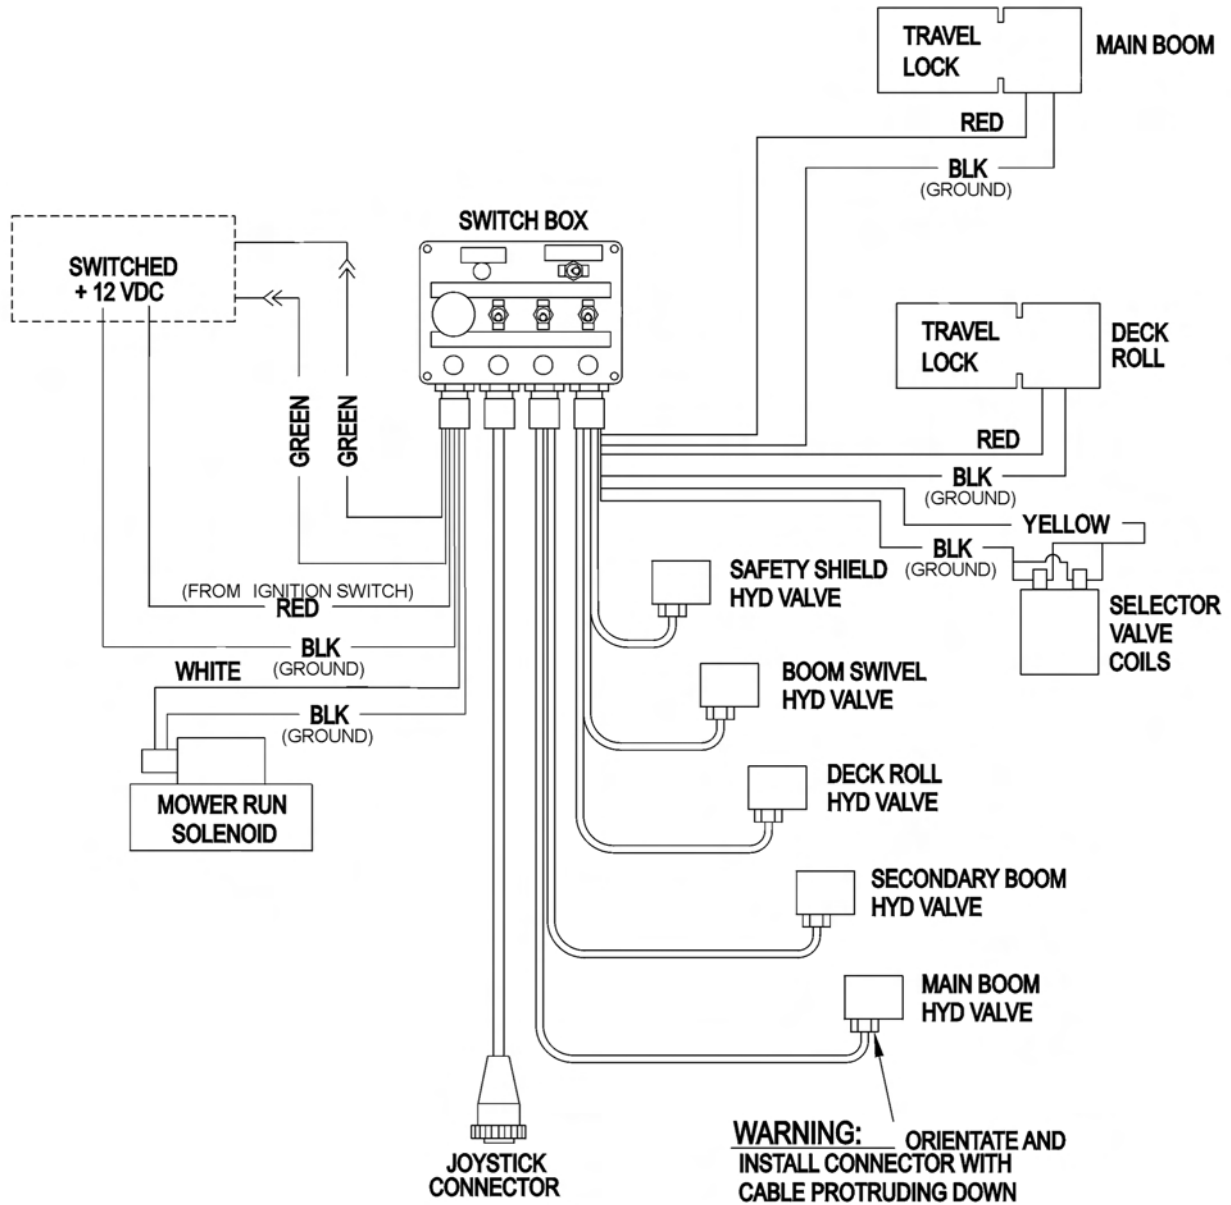 TRAVEL
LOCK
MAIN BOOM
RED
BLK
(GROUND)
SWITCH BOX
SWITCHED
+ 12 VDC
TRAVEL
LOCK
DECK
ROLL
GREEN
GREEN
RED
BLK
(GROUND)
YELLOW
BLK
(GROUND)
SAFETY SHIELD
HYD VALVE
SELECTOR
VALVE
COILS
(FROM IGNITION SWITCH)
RED
BLK
(GROUND)
WHITE
BLK
(GROUND)
BOOM SWIVEL
HYD VALVE
MOWER RUN
SOLENOID
DECK ROLL
HYD VALVE
SECONDARY BOOM
HYD VALVE
MAIN BOOM
HYD VALVE
JOYSTICK
CONNECTOR
WARNING: ORIENTATE AND
INSTALL CONNECTOR WITH
CABLE PROTRUDING DOWN